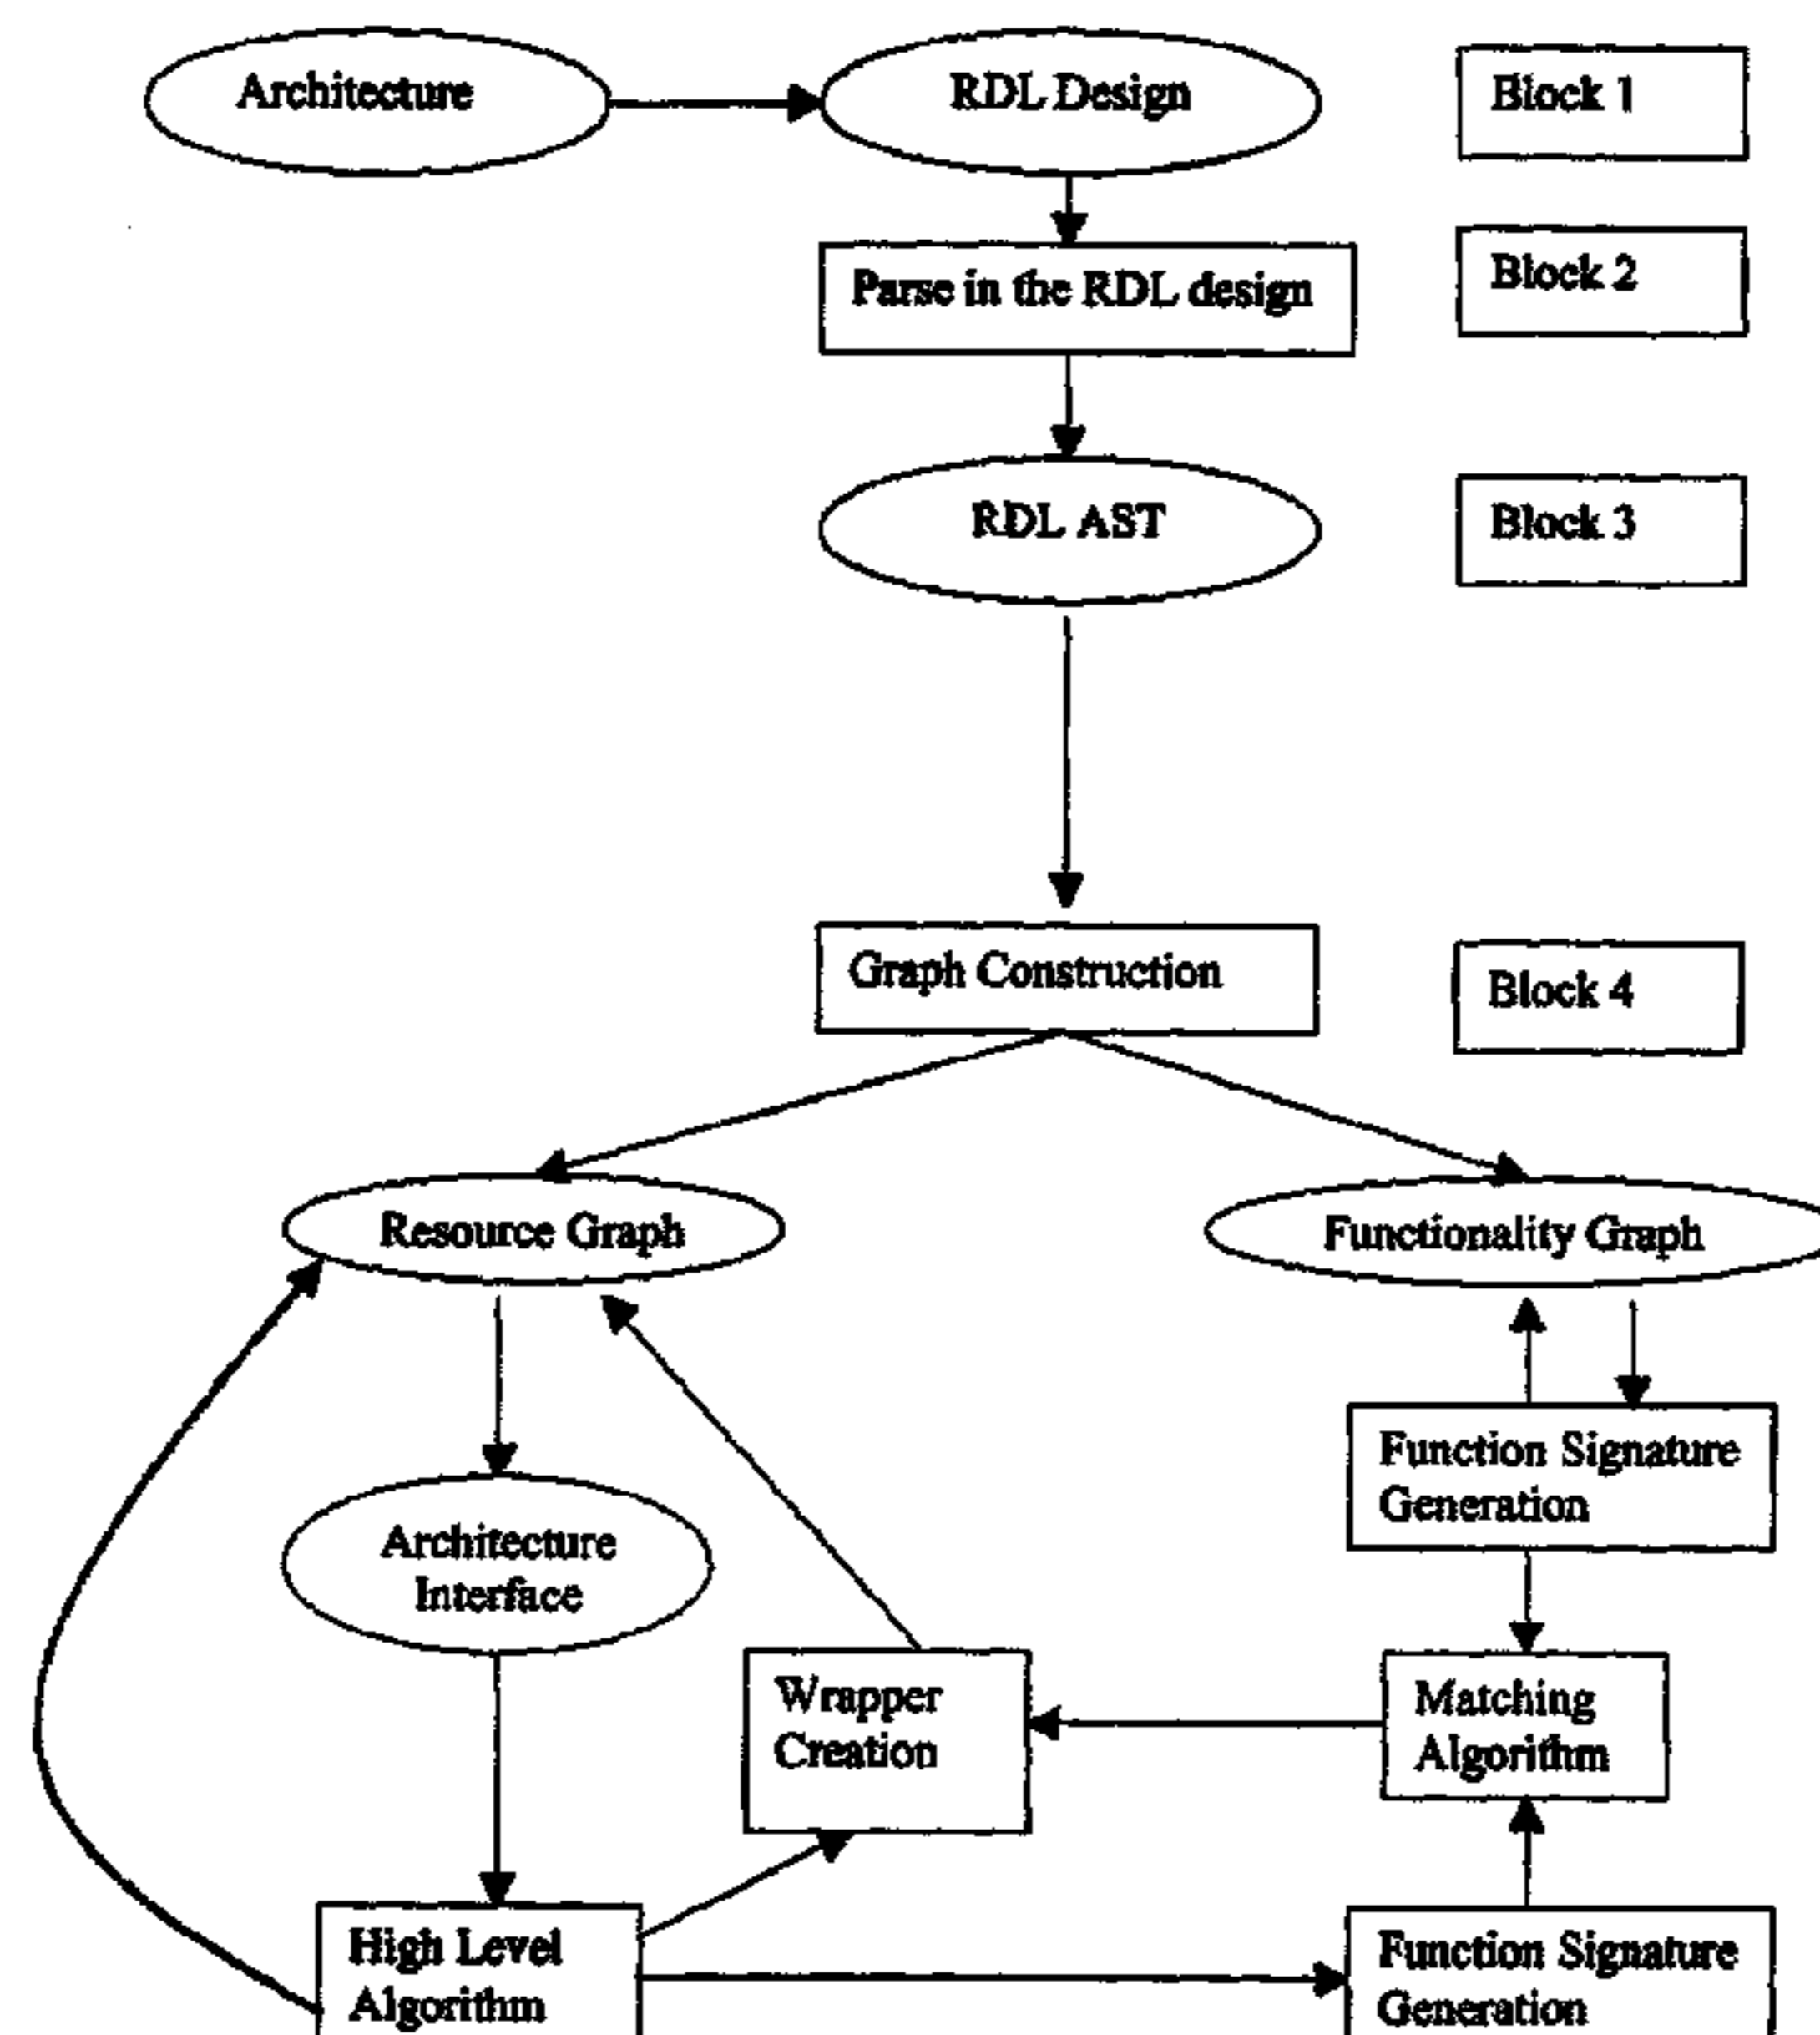 Architecture
RDL Design
Block 1
Parse in the RDL design
Block 2
RDL AST
Block 3
Graph Construction
Block 4
Resource Graph
Functionality Graph
Function Signature
Generation
Architecture
Interface
Wrapper
Creation
Matching
Algorithm
High Level
Algorithm
Function Signature
Generation